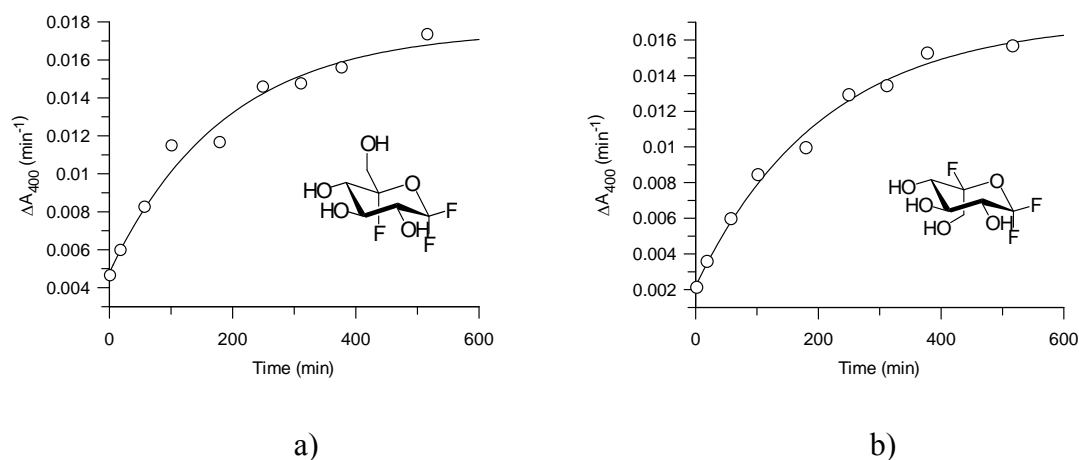 0.018
0.016
0.014
0.012
0.01
0.008
0.006
0.004
ΔA₄₀₀ (min⁻¹)
0 200 400 600
Time (min)
OH
HO
O
HO
F
OH
F
F
a)
0.016
0.014
0.012
0.01
0.008
0.006
0.004
0.002
ΔA₄₀₀ (min⁻¹)
0 200 400 600
Time (min)
F
O
HO
HO
F
HO
OH
F
b)